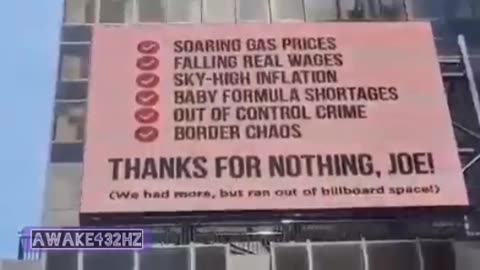 SOARING GAS PRICES
FALLING REAL WAGES
SKY-HIGH INFLATION
BABY FORMULA SHORTAGES
OUT OF CONTROL CRIME
BORDER CHAOS
THANKS FOR NOTHING, JOE!
(We had more, but ran out of billboard space!)
AWAKE432HZ